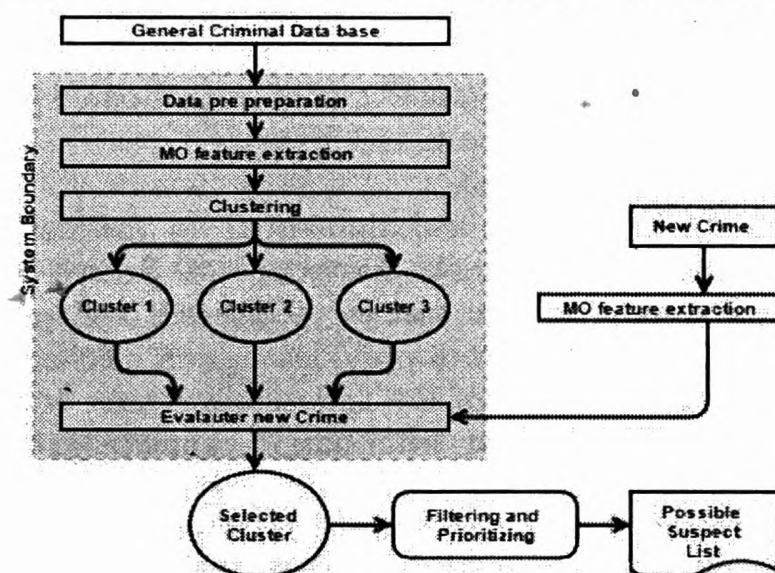 General Criminal Data base
Data pre preparation
MO feature extraction
Clustering
System Boundary
New Crime
Cluster 1
Cluster 2
Cluster 3
MO feature extraction
Evalauter new Crime
Selected
Cluster
Filtering and
Prioritizing
Possible
Suspect
List